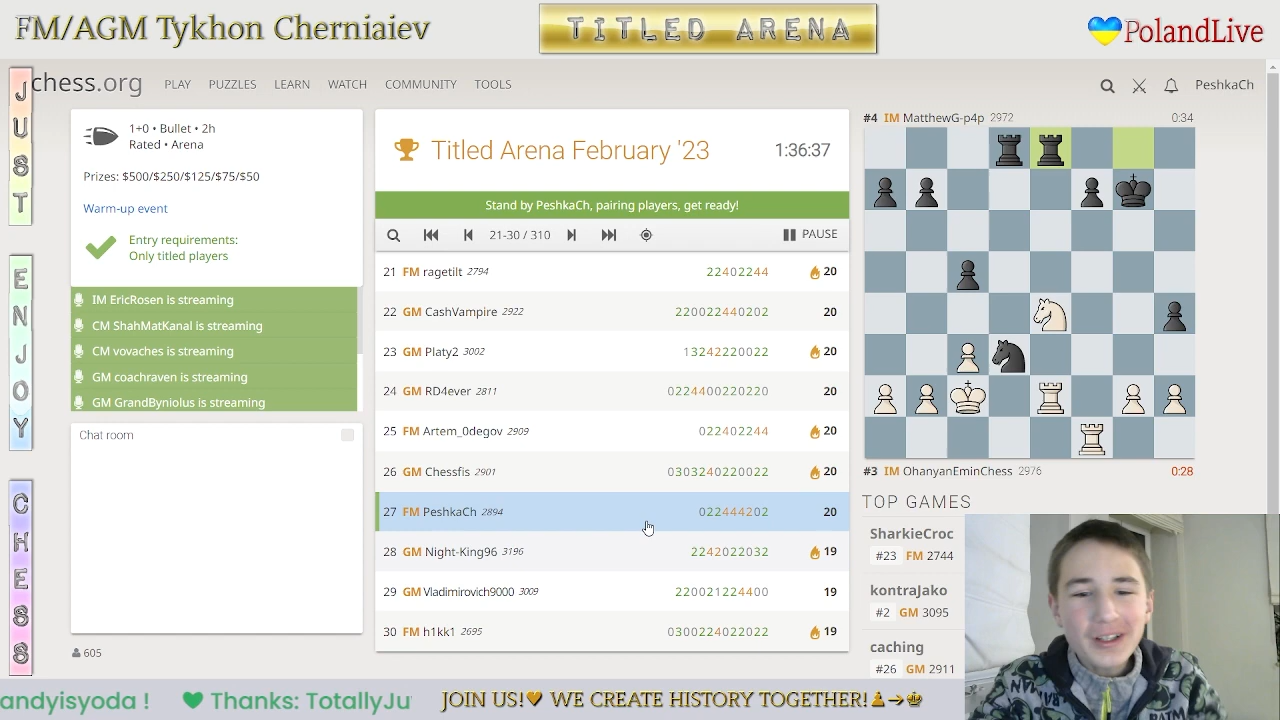 FM/AGM Tykhon Cherniaiev
TITLED ARENA
PolandLive
JUST
ENJOY
CHESS
chess.org
PLAY
PUZZLES
LEARN
WATCH
COMMUNITY
TOOLS
PeshkaCh
1+0 • Bullet • 2h
Rated • Arena
Prizes: $500/$250/$125/$75/$50
Warm-up event
Entry requirements:
Only titled players
IM EricRosen is streaming
CM ShahMatKanal is streaming
CM vovaches is streaming
GM coachraven is streaming
GM GrandByniolus is streaming
Chat room
605
Titled Arena February '23
1:36:37
Stand by PeshkaCh, pairing players, get ready!
21-30 / 310
PAUSE
21 FM ragetilt 2794 22402244 20
22 GM CashVampire 2922 220022440202 20
23 GM Platy2 3002 13242220022 20
24 GM RD4ever 2811 0224400220220 20
25 FM Artem_0degov 2909 022402244 20
26 GM Chessfis 2901 0303240220022 20
27 FM PeshkaCh 2894 022444202 20
28 GM Night-King96 3196 2242022032 19
29 GM Vladimirovich9000 3009 220021224400 19
30 FM h1kk1 2695 0300224022022 19
#4 IM MatthewG-p4p 2972 0:34
#3 IM OhanyanEminChess 2976 0:28
TOP GAMES
SharkieCroc
#23 FM 2744
kontraJako
#2 GM 3095
caching
#26 GM 2911
andyisyoda !
Thanks: TotallyJu
JOIN US! WE CREATE HISTORY TOGETHER!